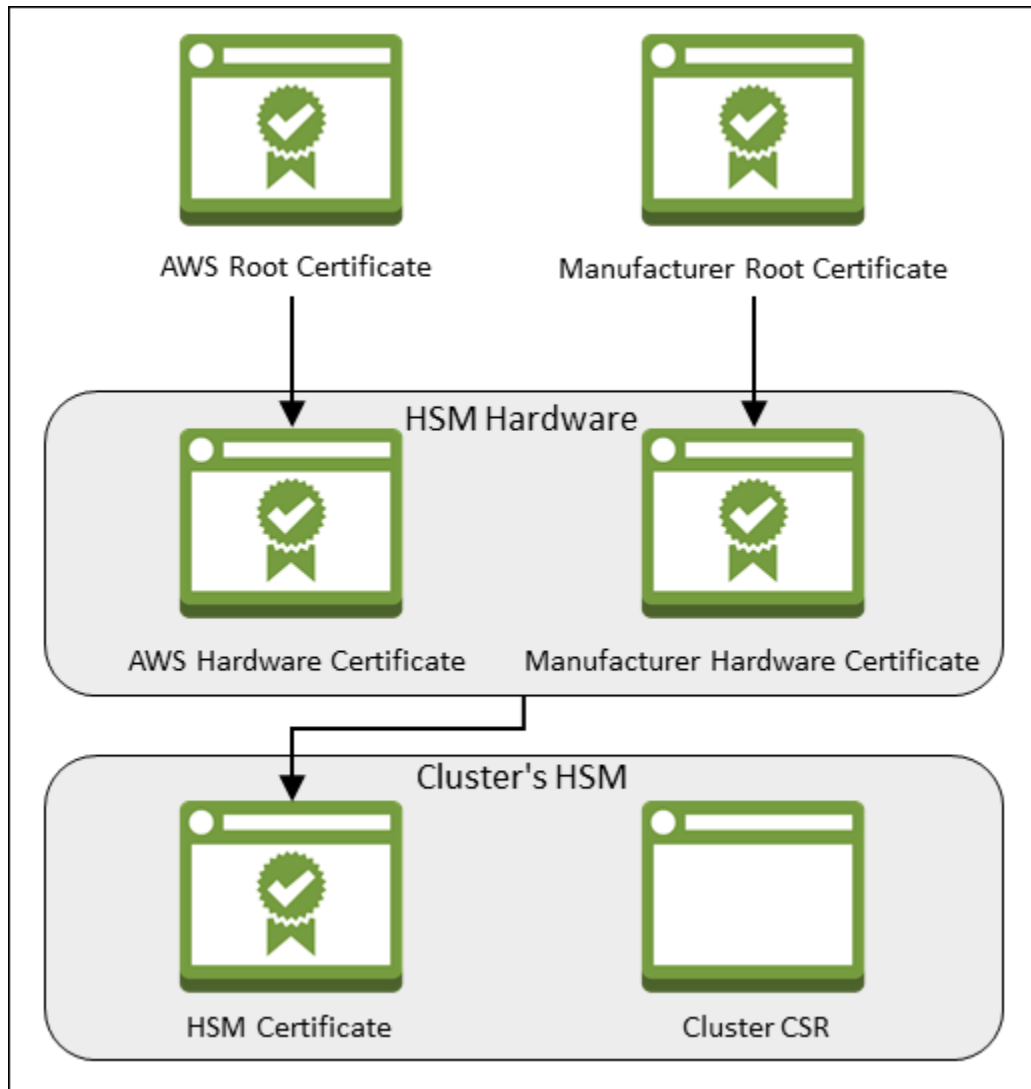 AWS Root Certificate
Manufacturer Root Certificate
HSM Hardware
AWS Hardware Certificate
Manufacturer Hardware Certificate
Cluster's HSM
HSM Certificate
Cluster CSR